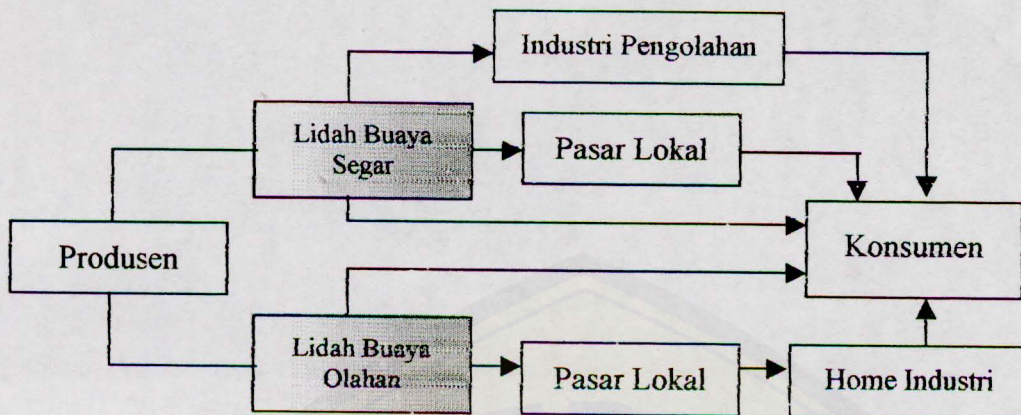 Industri Pengolahan
Lidah Buaya
Segar
Pasar Lokal
Produsen
Konsumen
Lidah Buaya
Olahan
Pasar Lokal
Home Industri